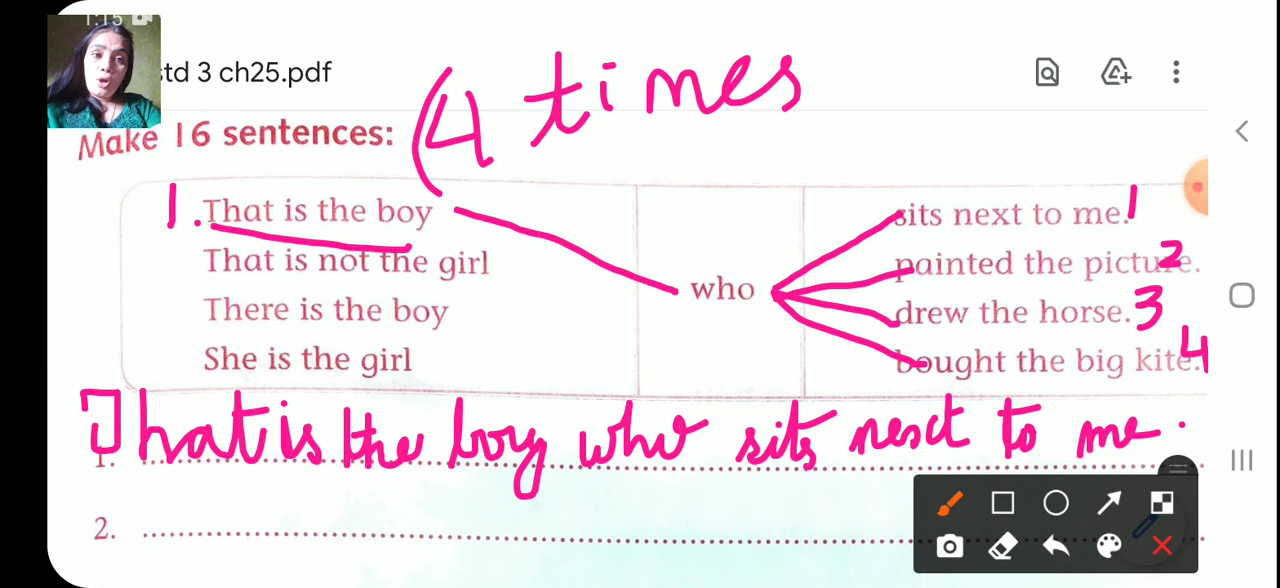 1:15
std 3 ch25.pdf
(4 times
Make 16 sentences:
1. That is the boy
That is not the girl
There is the boy
She is the girl
who
sits next to me. 1
painted the picture. 2
drew the horse. 3
bought the big kite. 4
That is the boy who sits next to me.
1.
2.